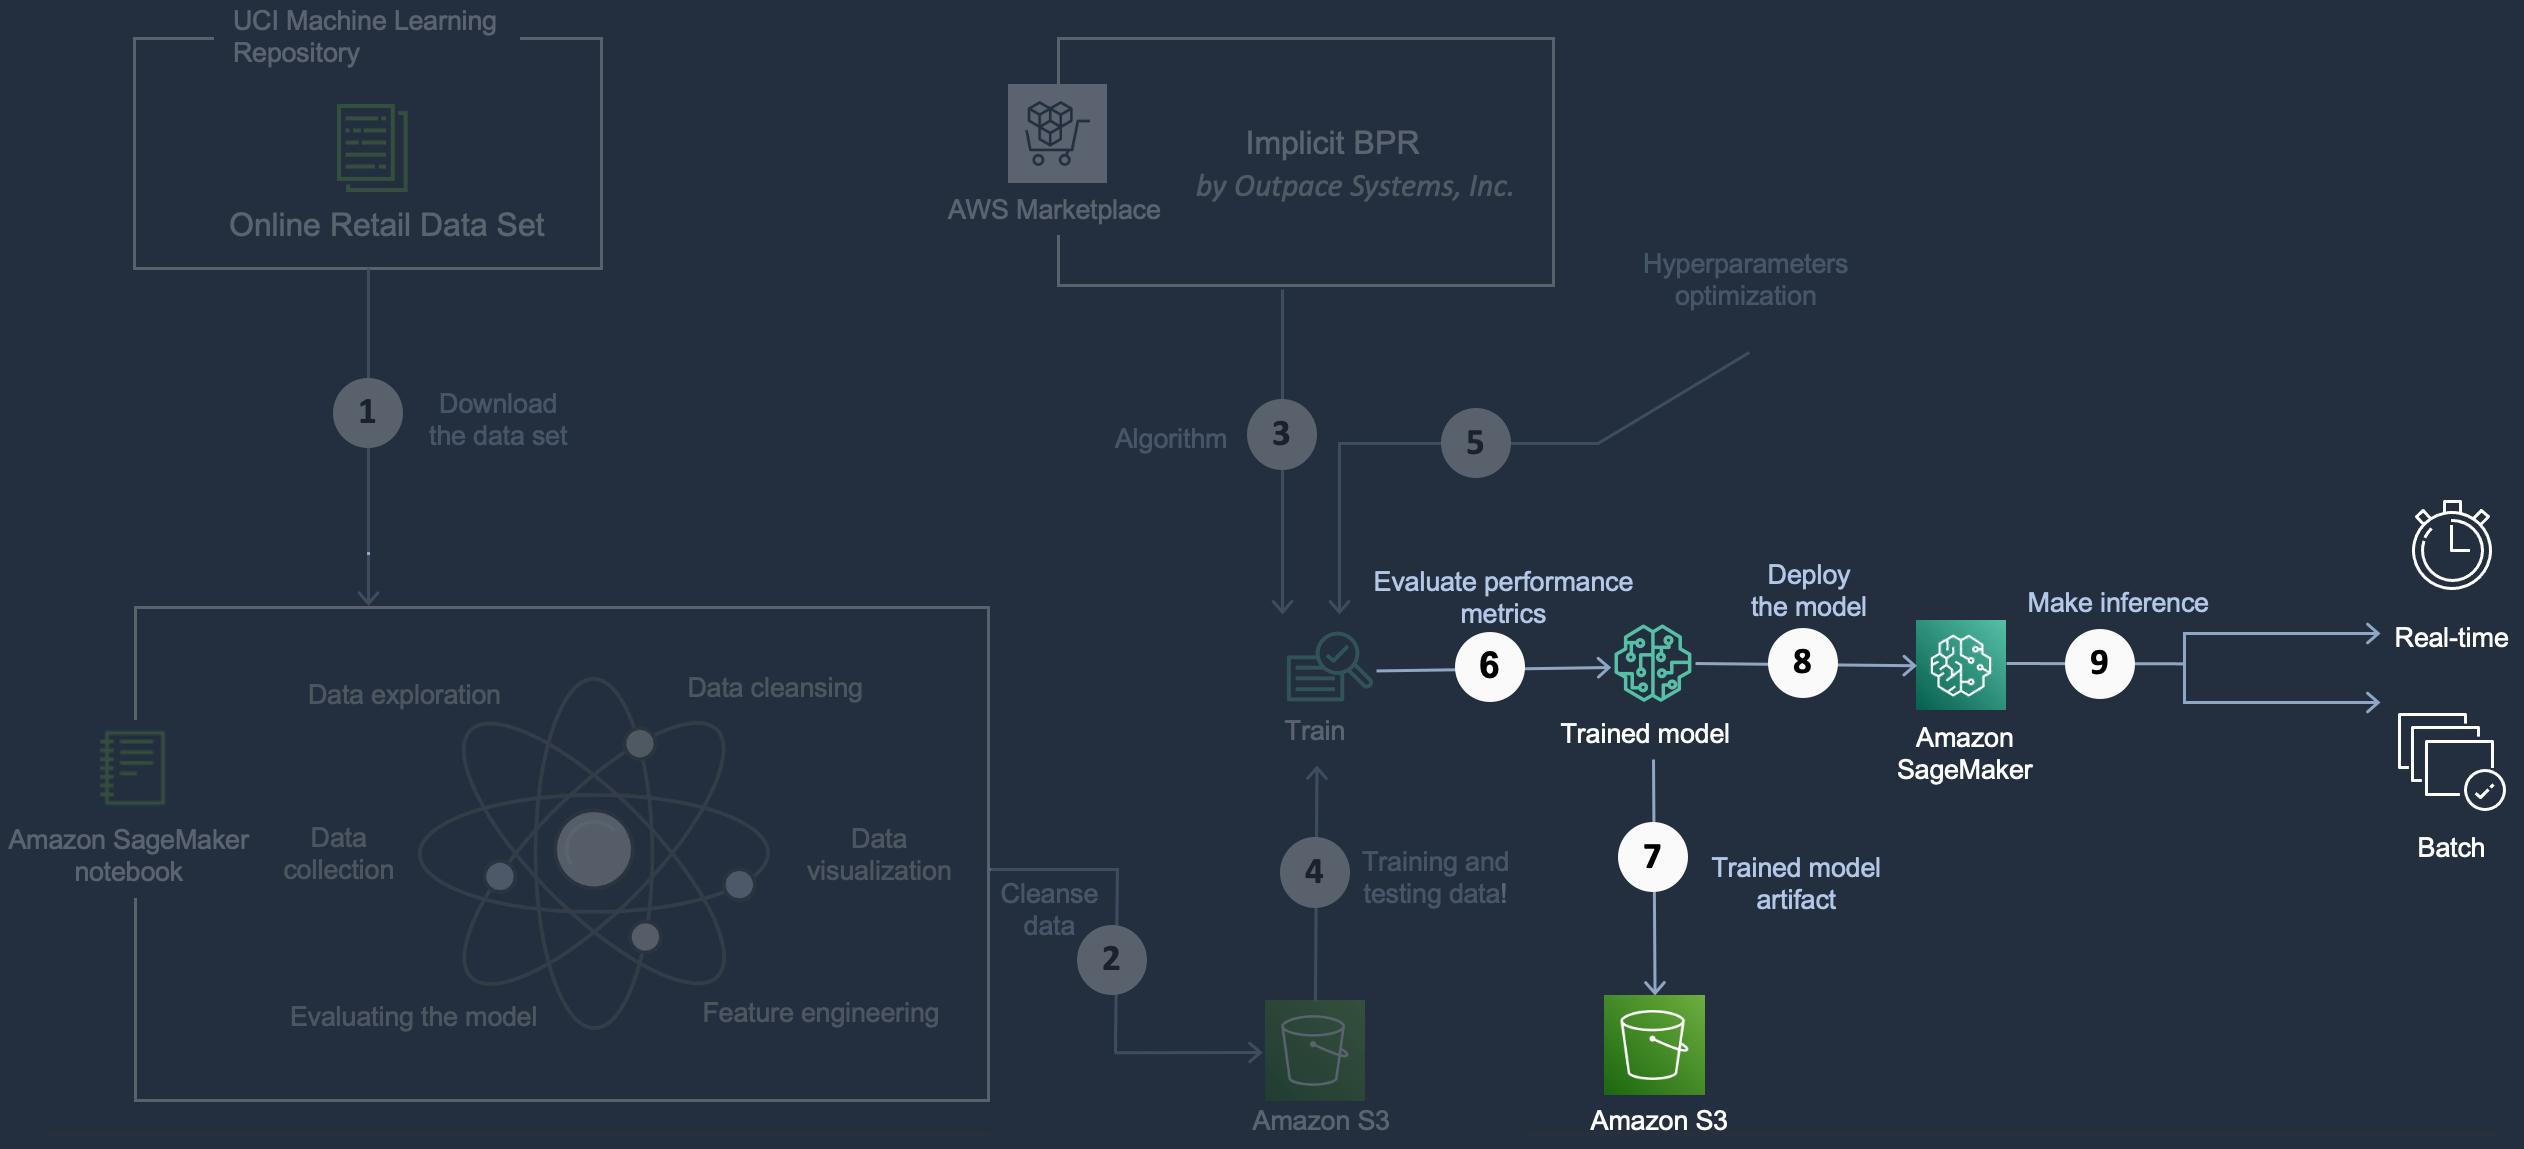 UCI Machine Learning
Repository
Online Retail Data Set
1
Download
the data set
AWS Marketplace
Implicit BPR
by Outpace Systems, Inc.
Hyperparameters
optimization
Algorithm
3
5
Amazon SageMaker
notebook
Data exploration
Data cleansing
Data
collection
Data
visualization
Evaluating the model
Feature engineering
Cleanse
data
2
Amazon S3
4
Training and
testing data!
Train
Evaluate performance
metrics
6
Trained model
7
Trained model
artifact
Amazon S3
Deploy
the model
8
Amazon
SageMaker
Make inference
9
Real-time
Batch